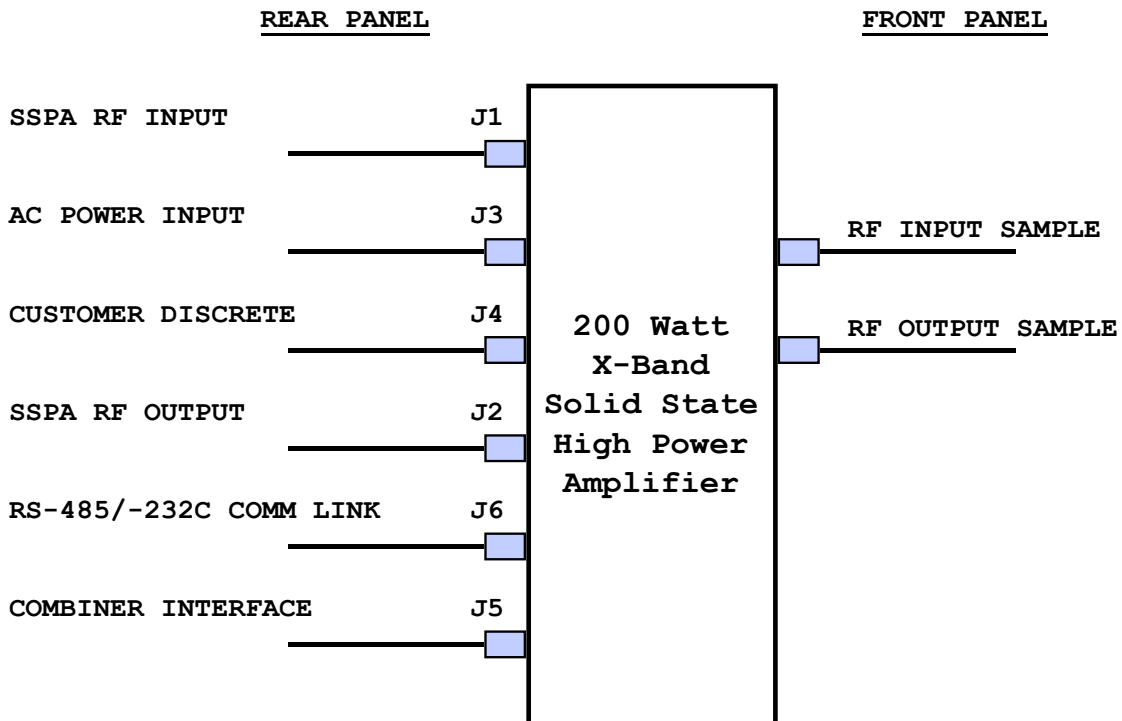 REAR PANEL
FRONT PANEL
SSPA RF INPUT J1
AC POWER INPUT J3
RF INPUT SAMPLE
CUSTOMER DISCRETE J4
RF OUTPUT SAMPLE
200 Watt
X-Band
Solid State
High Power
Amplifier
SSPA RF OUTPUT J2
RS-485/-232C COMM LINK J6
COMBINER INTERFACE J5